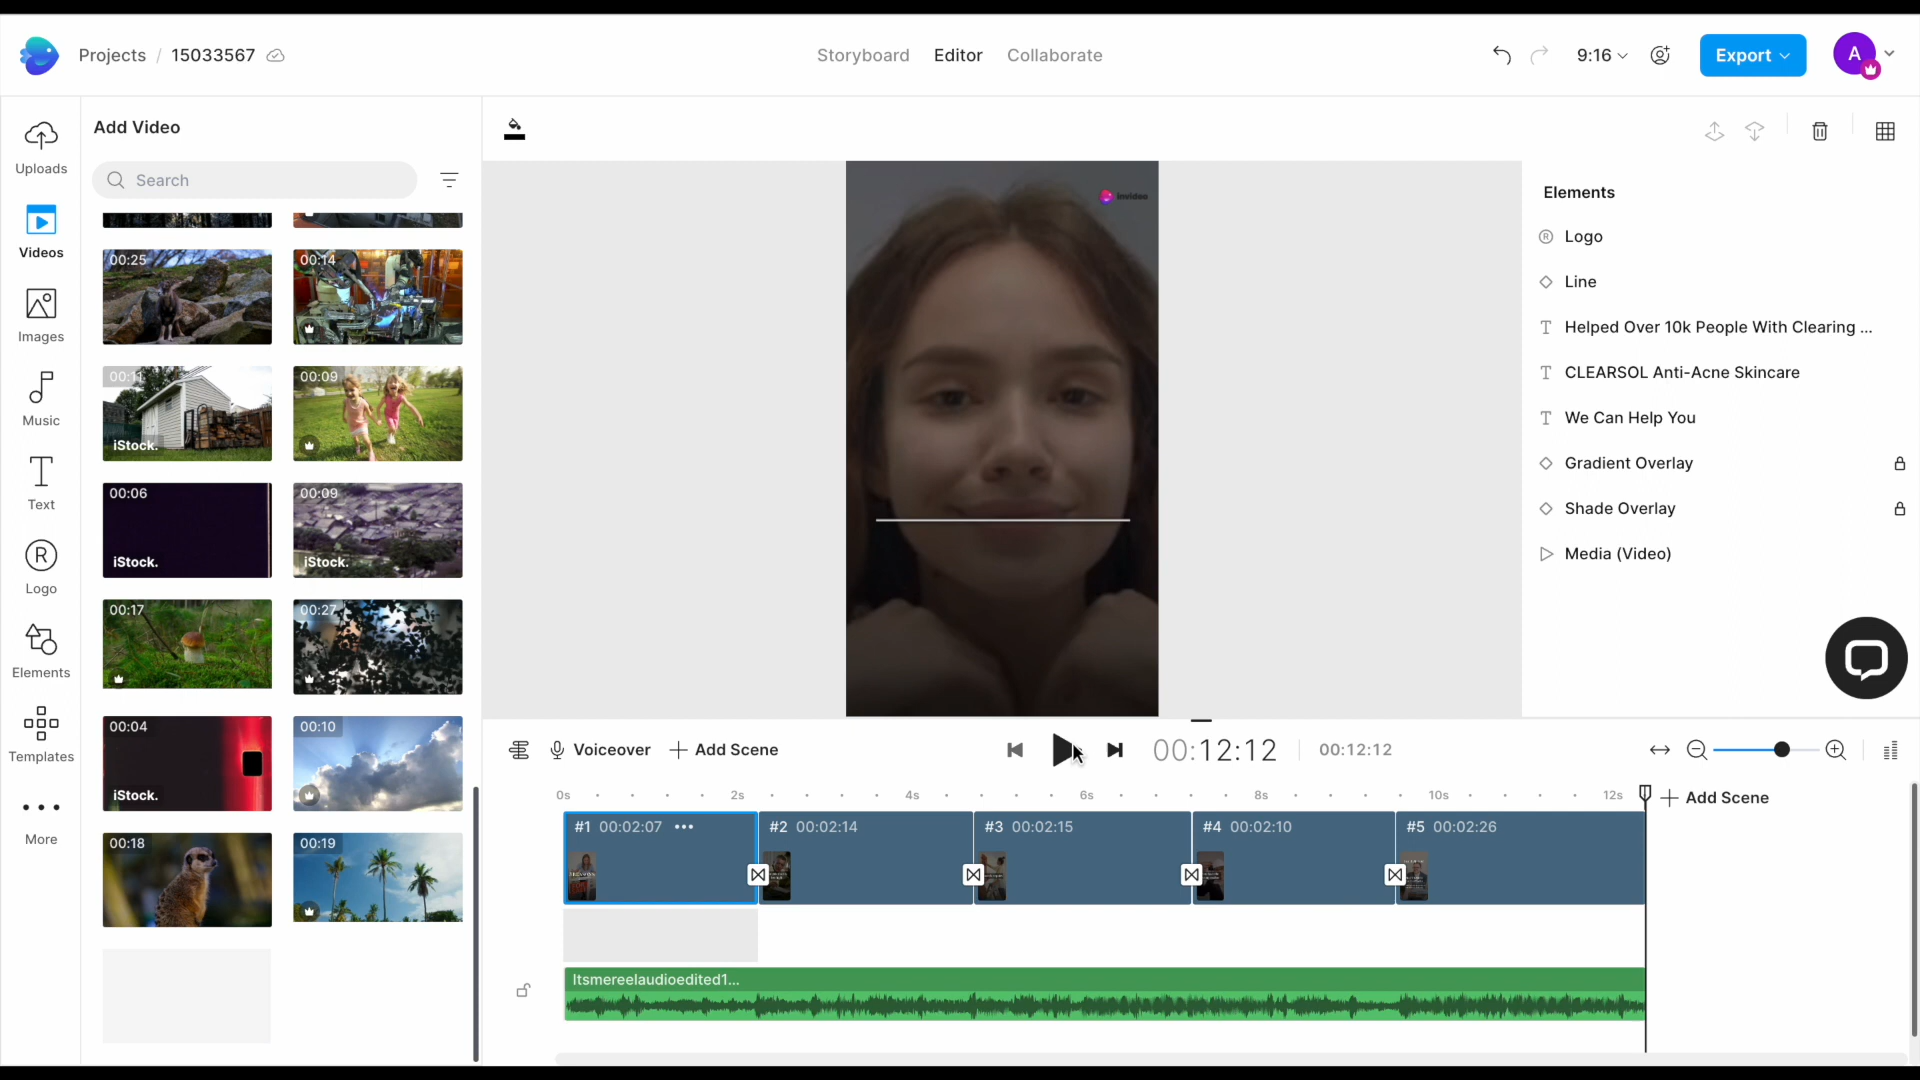 Projects / 15033567
Storyboard Editor Collaborate
9:16
Export
A
Add Video
Search
Uploads
Videos
Images
Music
Text
Logo
Elements
Templates
More
00:25
00:14
00:11
iStock.
00:09
00:06
iStock.
00:09
iStock.
00:17
00:27
00:04
iStock.
00:10
00:18
00:19
invideo
Elements
Logo
Line
Helped Over 10k People With Clearing ...
CLEARSOL Anti-Acne Skincare
We Can Help You
Gradient Overlay
Shade Overlay
Media (Video)
Voiceover
Add Scene
00:12:12
00:12:12
0s 2s 4s 6s 8s 10s 12s
Add Scene
#1 00:02:07
#2 00:02:14
#3 00:02:15
#4 00:02:10
#5 00:02:26
Itsmereelaudioedited1...